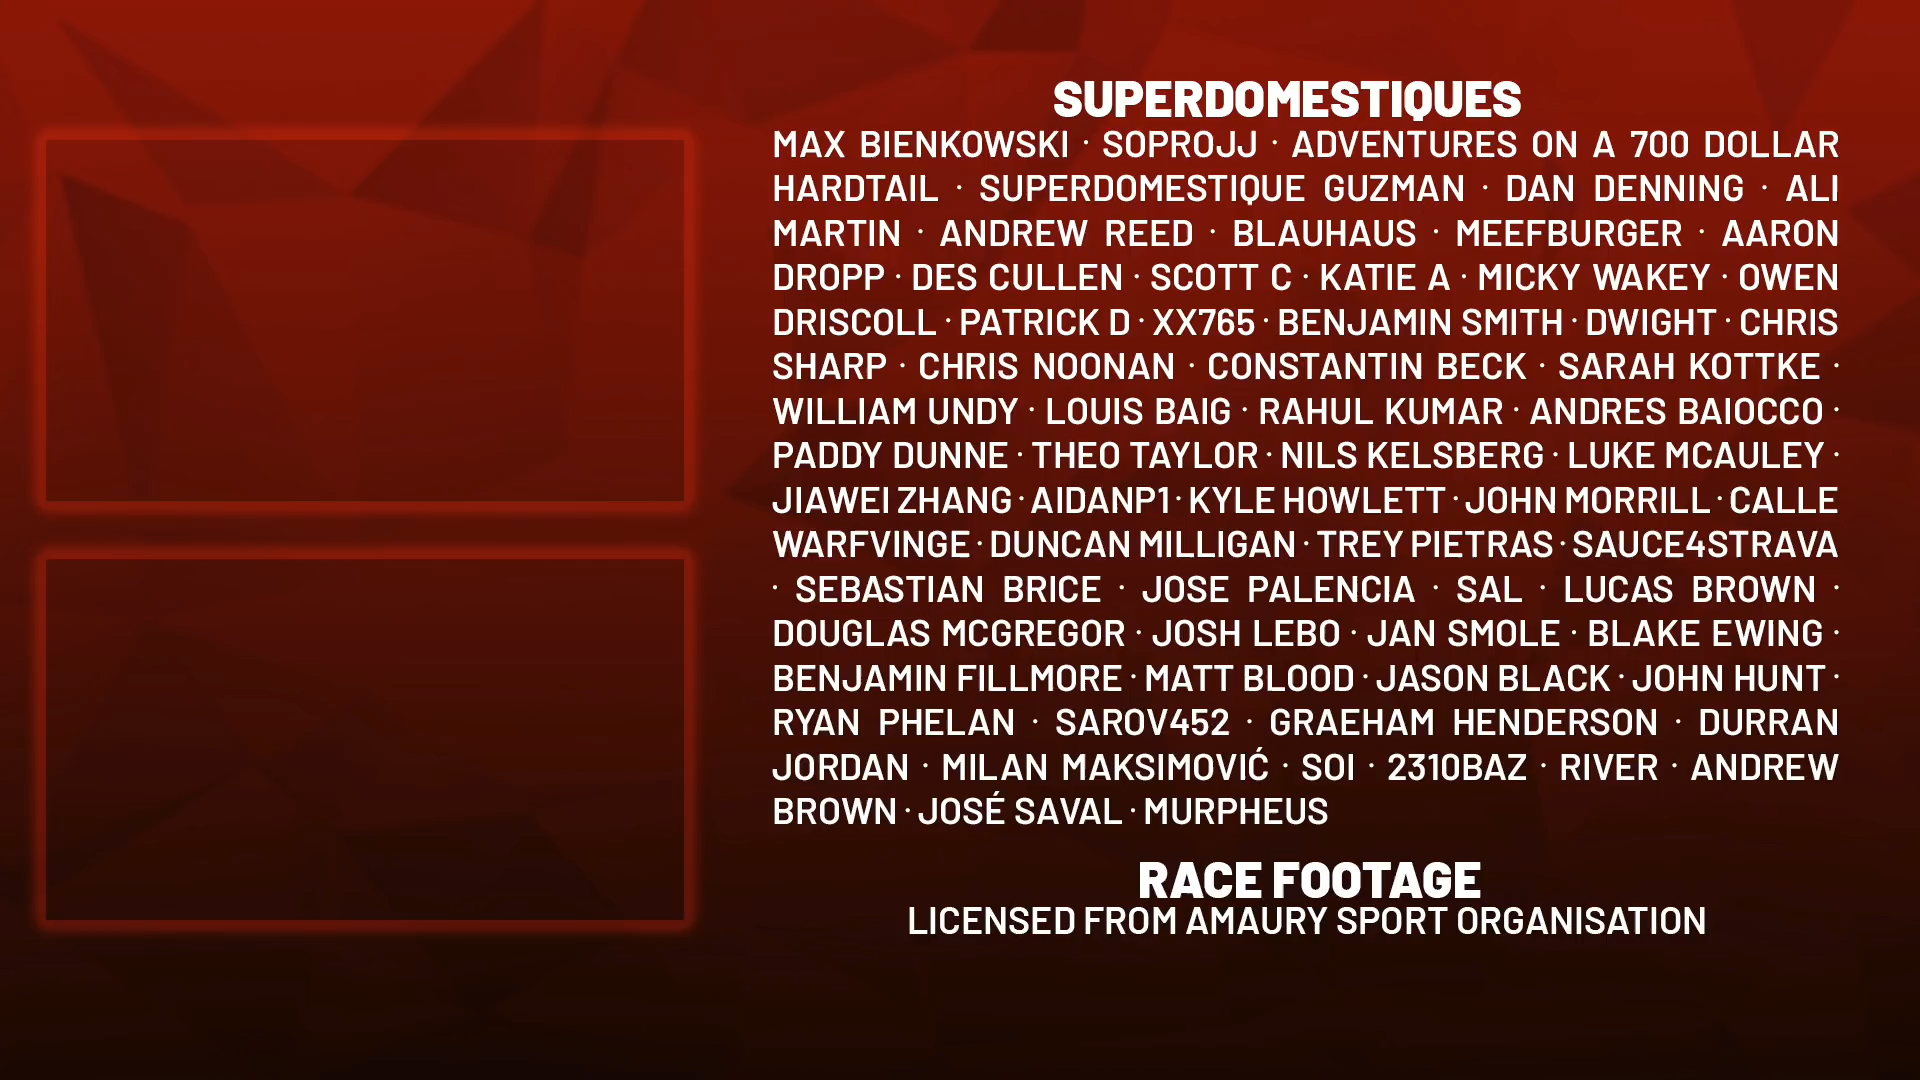 SUPERDOMESTIQUES
MAX BIENKOWSKI · SOPROJJ · ADVENTURES ON A 700 DOLLAR
HARDTAIL · SUPERDOMESTIQUE GUZMAN · DAN DENNING · ALI
MARTIN · ANDREW REED · BLAUHAUS · MEEFBURGER · AARON
DROPP · DES CULLEN · SCOTT C · KATIE A · MICKY WAKEY · OWEN
DRISCOLL · PATRICK D · XX765 · BENJAMIN SMITH · DWIGHT · CHRIS
SHARP · CHRIS NOONAN · CONSTANTIN BECK · SARAH KOTTKE ·
WILLIAM UNDY · LOUIS BAIG · RAHUL KUMAR · ANDRES BAIOCCO ·
PADDY DUNNE · THEO TAYLOR · NILS KELSBERG · LUKE MCAULEY ·
JIAWEI ZHANG · AIDANP1 · KYLE HOWLETT · JOHN MORRILL · CALLE
WARFVINGE · DUNCAN MILLIGAN · TREY PIETRAS · SAUCE4STRAVA
· SEBASTIAN BRICE · JOSE PALENCIA · SAL · LUCAS BROWN ·
DOUGLAS MCGREGOR · JOSH LEBO · JAN SMOLE · BLAKE EWING ·
BENJAMIN FILLMORE · MATT BLOOD · JASON BLACK · JOHN HUNT ·
RYAN PHELAN · SAROV452 · GRAEHAM HENDERSON · DURRAN
JORDAN · MILAN MAKSIMOVIĆ · SOI · 2310BAZ · RIVER · ANDREW
BROWN · JOSÉ SAVAL · MURPHEUS
RACE FOOTAGE
LICENSED FROM AMAURY SPORT ORGANISATION